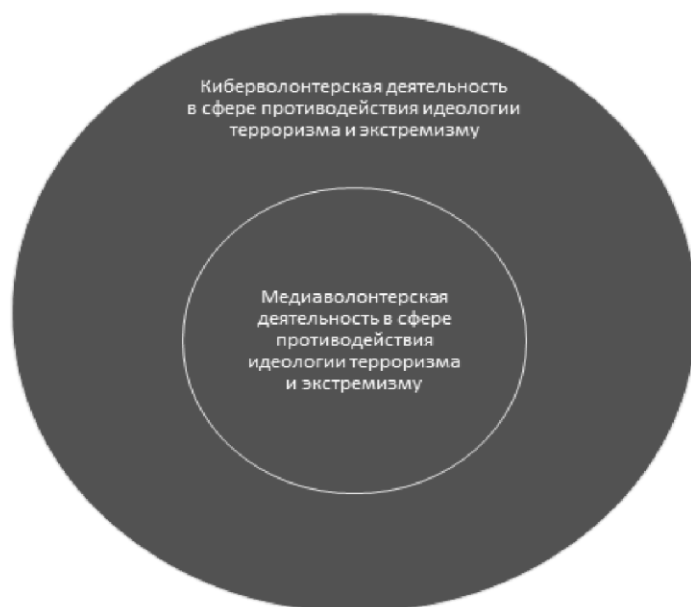 Киберволонтерская деятельность
в сфере противодействия идеологии
терроризма и экстремизму
Медиаволонтерская
деятельность в сфере
противодействия
идеологии терроризма
и экстремизму